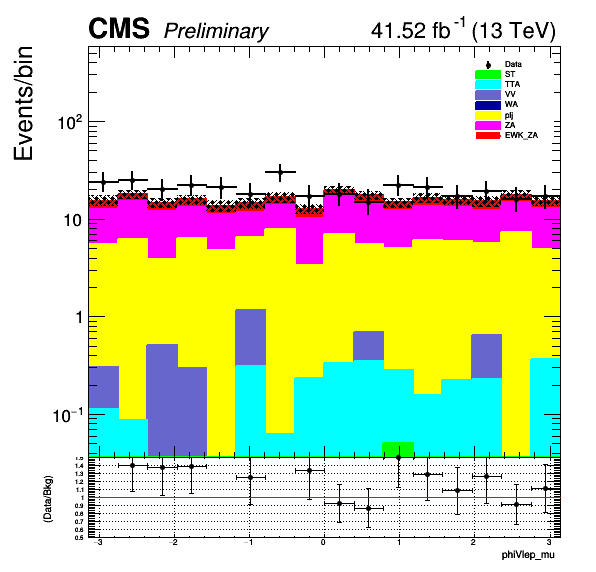 CMS Preliminary 41.52 fb⁻¹ (13 TeV)
Events/bin
Data
ST
TTA
VV
WA
plj
ZA
EWK_ZA
10²
10
1
10⁻¹
(Data/Bkg)
1.5
1.4
1.3
1.2
1.1
1
0.9
0.8
0.7
0.6
0.5
−3 −2 −1 0 1 2 3
phiVlep_mu